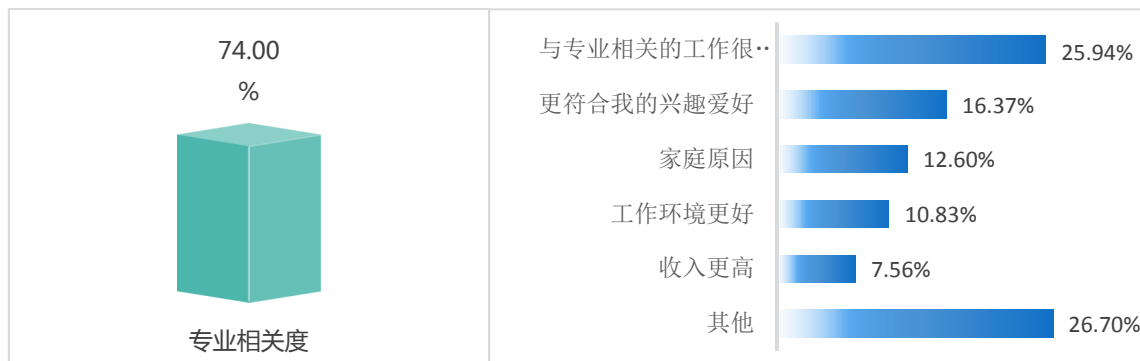 74.00
%
专业相关度
与专业相关的工作很··
25.94%
更符合我的兴趣爱好
16.37%
家庭原因
12.60%
工作环境更好
10.83%
收入更高
7.56%
其他
26.70%